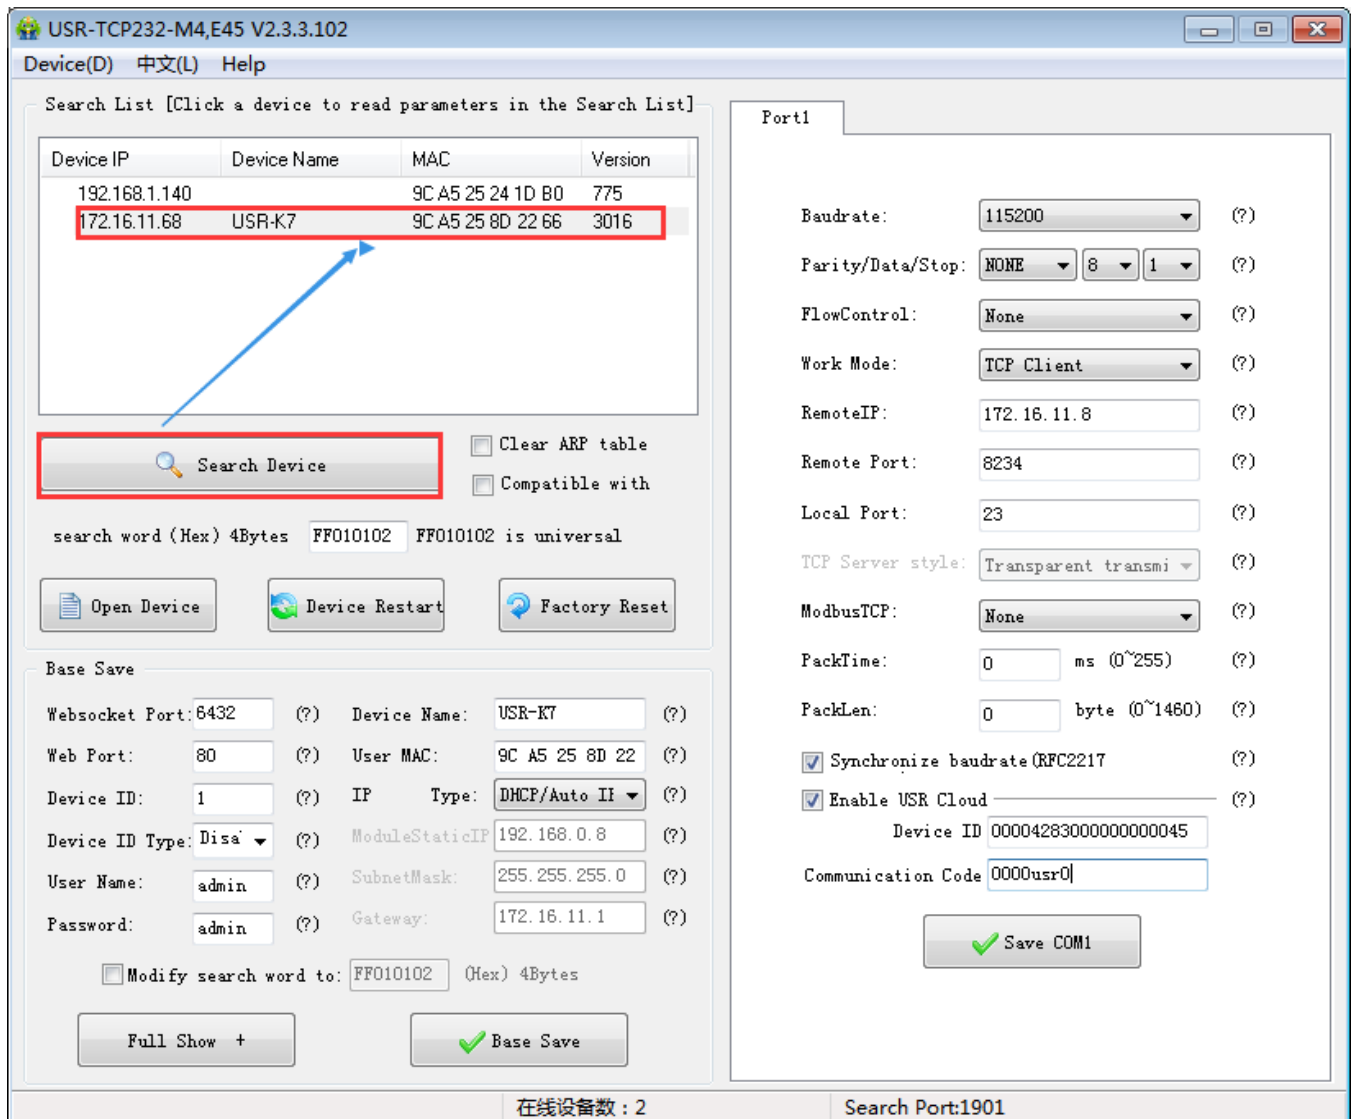 USR-TCP232-M4,E45 V2.3.3.102
Device(D) 中文(L) Help
Search List [Click a device to read parameters in the Search List]
Device IP Device Name MAC Version
192.168.1.140 9C A5 25 24 1D B0 775
172.16.11.68 USR-K7 9C A5 25 8D 22 66 3016
Search Device
Clear ARP table
Compatible with
search word(Hex) 4Bytes FF010102 FF010102 is universal
Open Device Device Restart Factory Reset
Base Save
Websocket Port: 6432 (?) Device Name: USR-K7 (?)
Web Port: 80 (?) User MAC: 9C A5 25 8D 22 (?)
Device ID: 1 (?) IP Type: DHCP/Auto II (?)
Device ID Type: Disa (?) ModuleStaticIP 192.168.0.8 (?)
User Name: admin (?) SubnetMask: 255.255.255.0 (?)
Password: admin (?) Gateway: 172.16.11.1 (?)
Modify search word to: FF010102 (Hex) 4Bytes
Full Show + Base Save
Port1
Baudrate: 115200 (?)
Parity/Data/Stop: NONE 8 1 (?)
FlowControl: None (?)
Work Mode: TCP Client (?)
RemoteIP: 172.16.11.8 (?)
Remote Port: 8234 (?)
Local Port: 23 (?)
TCP Server style: Transparent transmi (?)
ModbusTCP: None (?)
PackTime: 0 ms (0~255) (?)
PackLen: 0 byte (0~1460) (?)
Synchronize baudrate(RFC2217 (?)
Enable USR Cloud (?)
Device ID 00004283000000000045
Communication Code 0000usr0
Save COM1
在线设备数：2 Search Port:1901